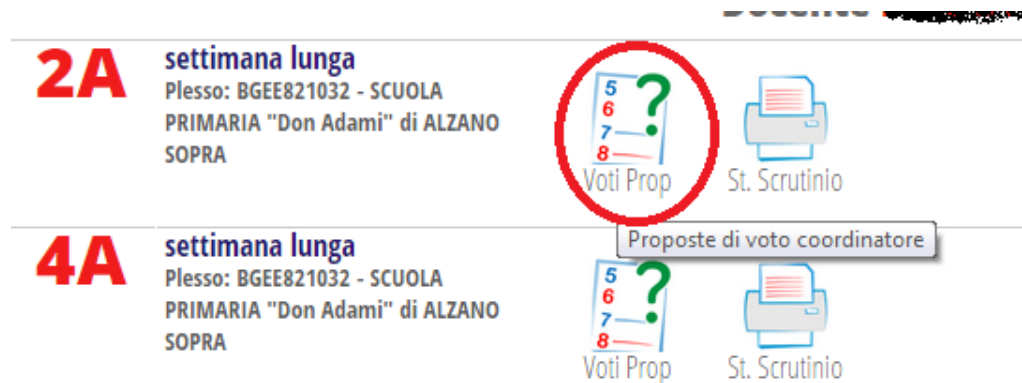 2A
settimana lunga
Plesso: BGEE821032 - SCUOLA
PRIMARIA "Don Adami" di ALZANO
SOPRA
5
6
7
8
Voti Prop
St. Scrutinio
Proposte di voto coordinatore
4A
settimana lunga
Plesso: BGEE821032 - SCUOLA
PRIMARIA "Don Adami" di ALZANO
SOPRA
5
6
7
8
Voti Prop
St. Scrutinio